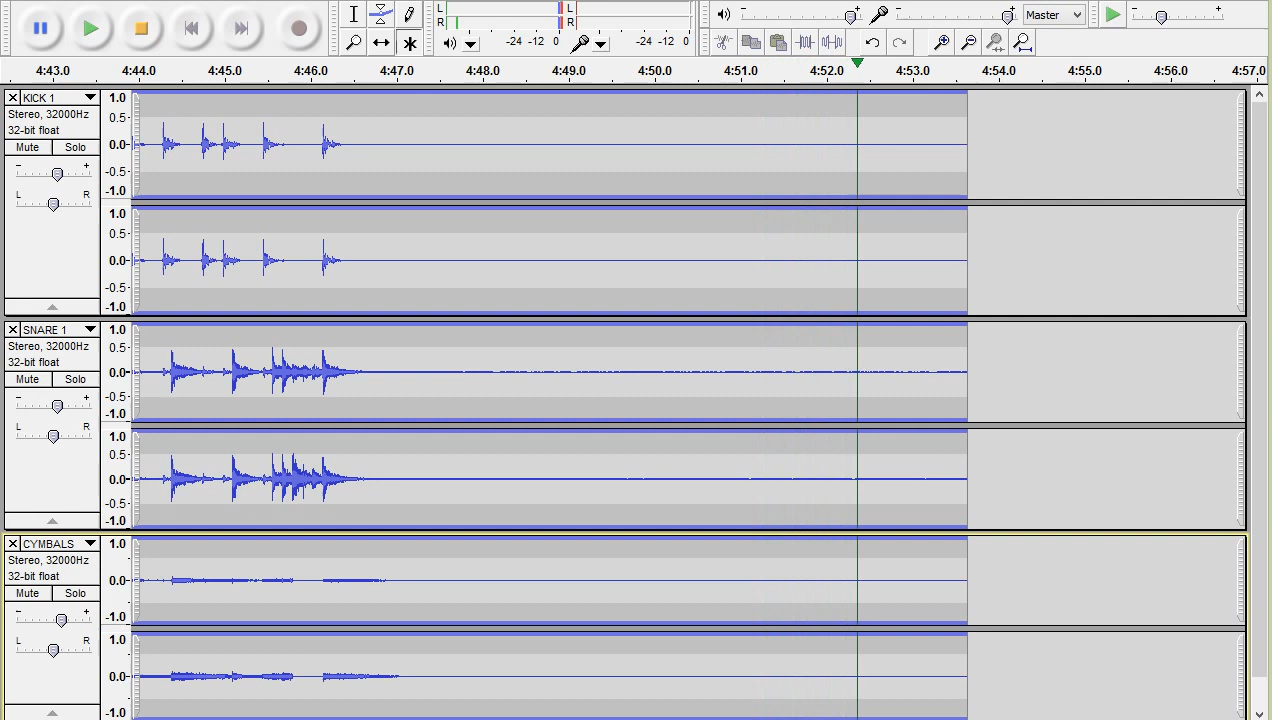 L L
R R
-24 -12 0 -24 -12 0
Master
4:43.0 4:44.0 4:45.0 4:46.0 4:47.0 4:48.0 4:49.0 4:50.0 4:51.0 4:52.0 4:53.0 4:54.0 4:55.0 4:56.0 4:57.0
KICK 1
Stereo, 32000Hz
32-bit float
Mute Solo
- +
L R
1.0
0.5
0.0
-0.5
-1.0
1.0
0.5
0.0
-0.5
-1.0
SNARE 1
Stereo, 32000Hz
32-bit float
Mute Solo
- +
L R
1.0
0.5
0.0
-0.5
-1.0
1.0
0.5
0.0
-0.5
-1.0
CYMBALS
Stereo, 32000Hz
32-bit float
Mute Solo
- +
L R
1.0
0.0
-1.0
1.0
0.0
-1.0